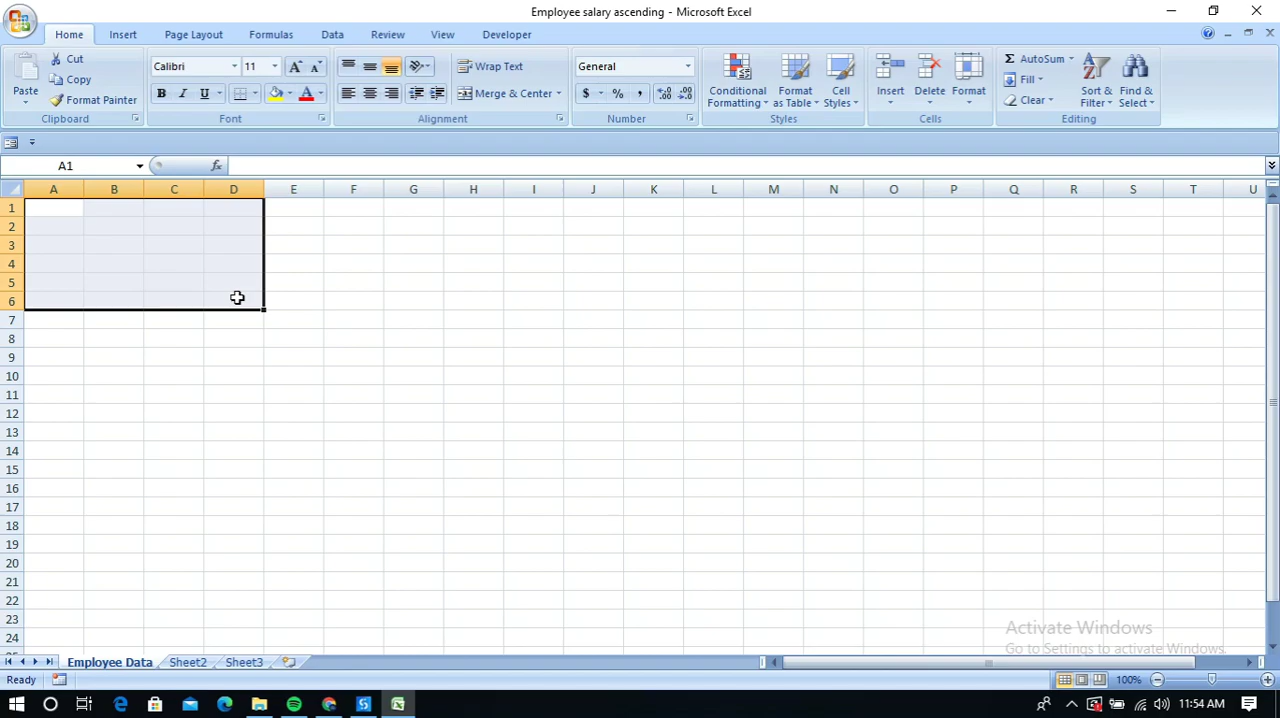 Employee salary ascending - Microsoft Excel
Home Insert Page Layout Formulas Data Review View Developer
Paste
Cut
Copy
Format Painter
Clipboard
Calibri 11
B I U A
Font
Wrap Text
Merge & Center
Alignment
General
$ % ,
Number
Conditional Formatting
Format as Table
Cell Styles
Styles
Insert
Delete
Format
Cells
Σ AutoSum
Fill
Clear
Sort & Filter
Find & Select
Editing
A1 fx
A B C D E F G H I J K L M N O P Q R S T U
1
2
3
4
5
6
7
8
9
10
11
12
13
14
15
16
17
18
19
20
21
22
23
24
Activate Windows
Go to Settings to activate Windows.
Employee Data Sheet2 Sheet3
Ready 100%
11:54 AM